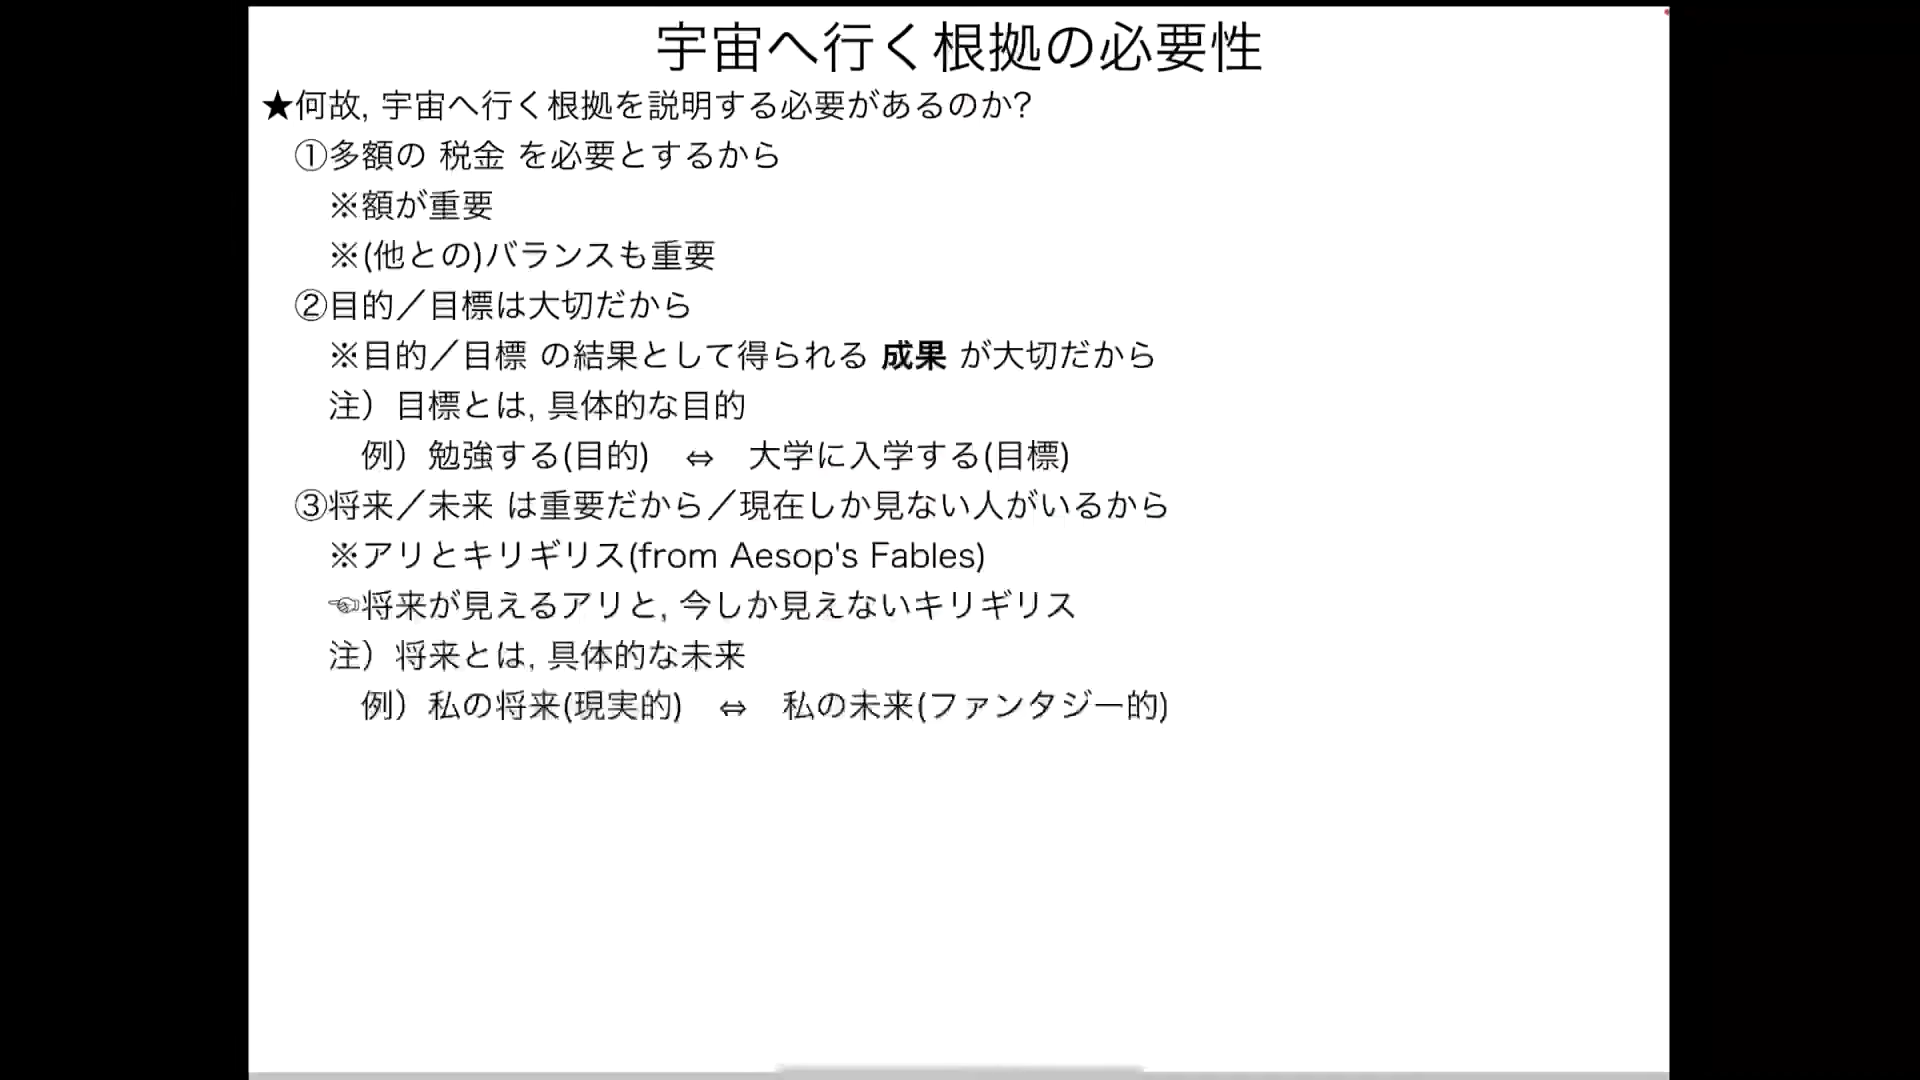 宇宙へ行く根拠の必要性
★何故, 宇宙へ行く根拠を説明する必要があるのか?
①多額の 税金 を必要とするから
※額が重要
※(他との)バランスも重要
②目的／目標は大切だから
※目的／目標 の結果として得られる 成果 が大切だから
注）目標とは, 具体的な目的
例）勉強する(目的) ⇔ 大学に入学する(目標)
③将来／未来 は重要だから／現在しか見ない人がいるから
※アリとキリギリス(from Aesop's Fables)
☜将来が見えるアリと, 今しか見えないキリギリス
注）将来とは, 具体的な未来
例）私の将来(現実的) ⇔ 私の未来(ファンタジー的)